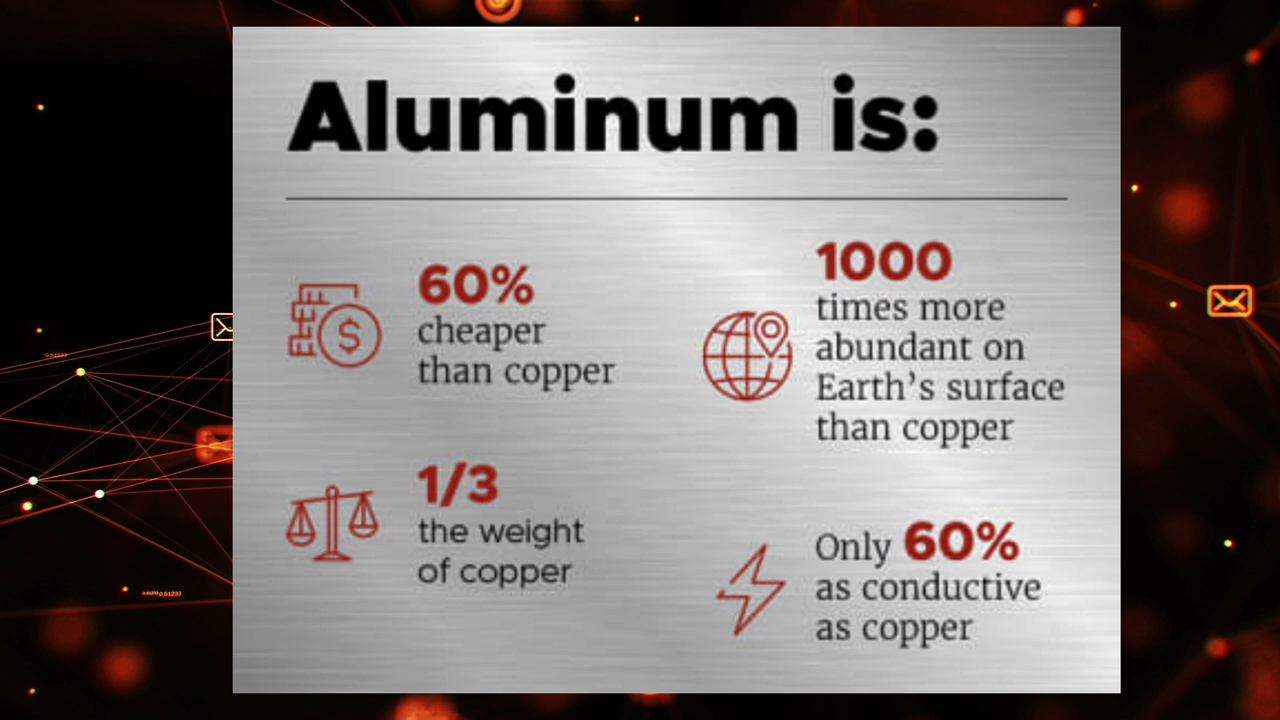 Aluminum is:
60%
cheaper
than copper
1/3
the weight
of copper
1000
times more
abundant on
Earth's surface
than copper
Only 60%
as conductive
as copper
$